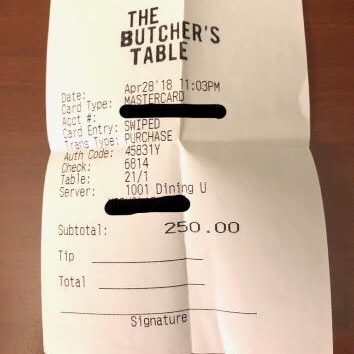 THE
BUTCHER'S
TABLE
Date: Apr28'18 11:03PM
Card Type: MASTERCARD
Acct #:
Card Entry: SWIPED
Trans Type: PURCHASE
Auth Code: 45831Y
Check: 6814
Table: 21/1
Server: 1001 Dining U
Subtotal: 250.00
Tip
Total
Signature